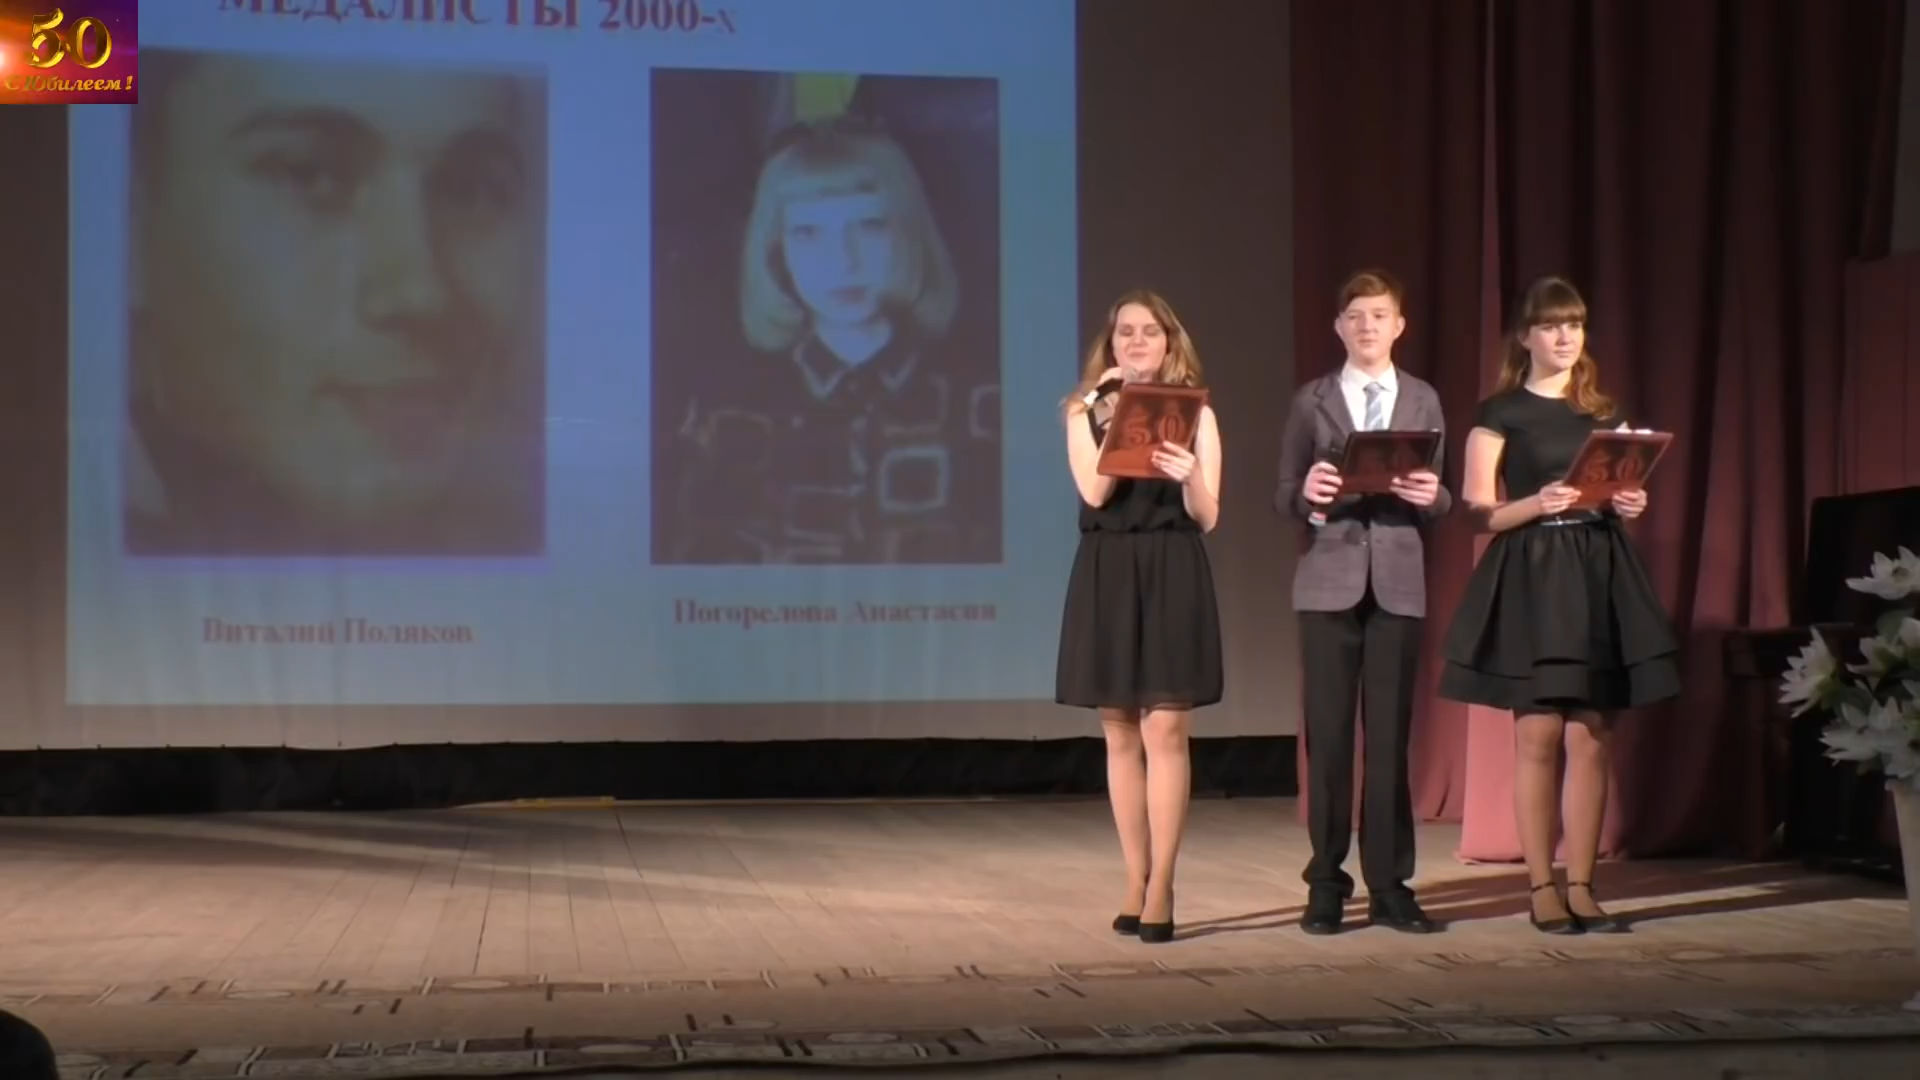 50
С Юбилеем!
МЕДАЛИСТЫ 2000-х
Виталий Поляков
Погорелова Анастасия
50
50
50